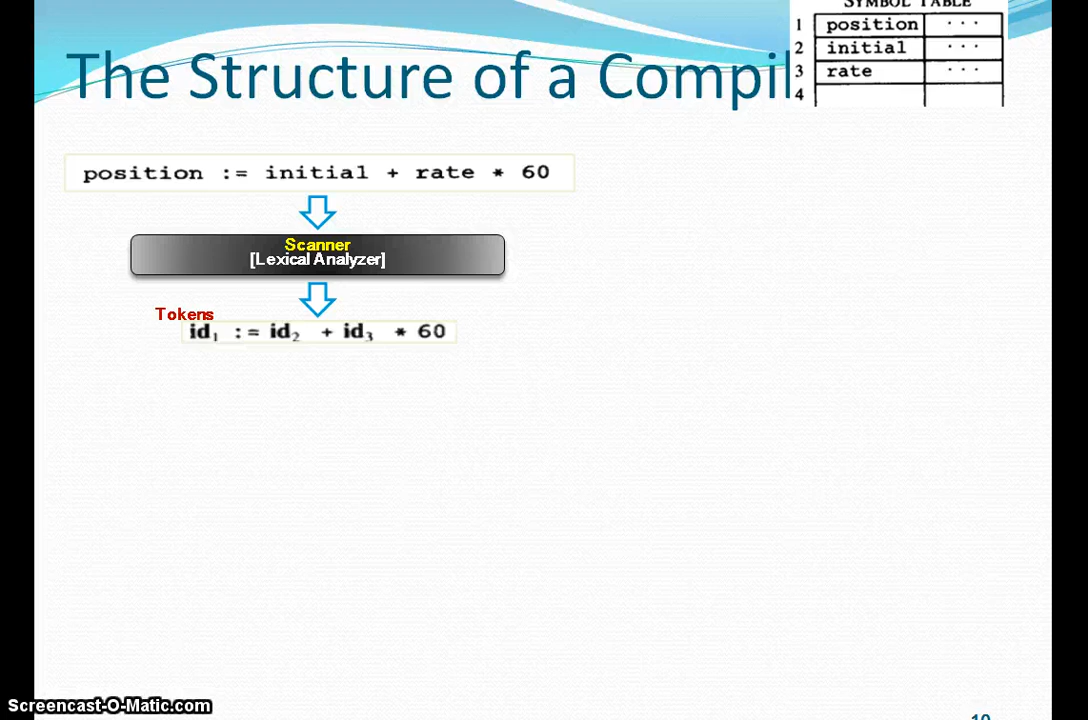 SYMBOL TABLE
1 position ...
2 initial ...
3 rate ...
4
The Structure of a Compil
position := initial + rate * 60
Scanner
[Lexical Analyzer]
Tokens
id₁ := id₂ + id₃ * 60
Screencast-O-Matic.com